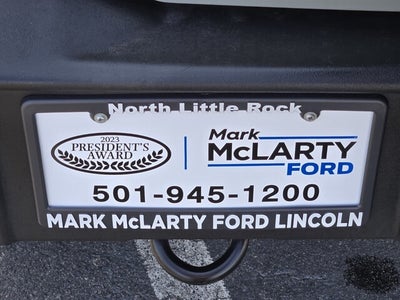 North Little Rock
2023
PRESIDENT'S
AWARD
Mark
McLARTY
FORD
501-945-1200
MARK McLARTY FORD LINCOLN